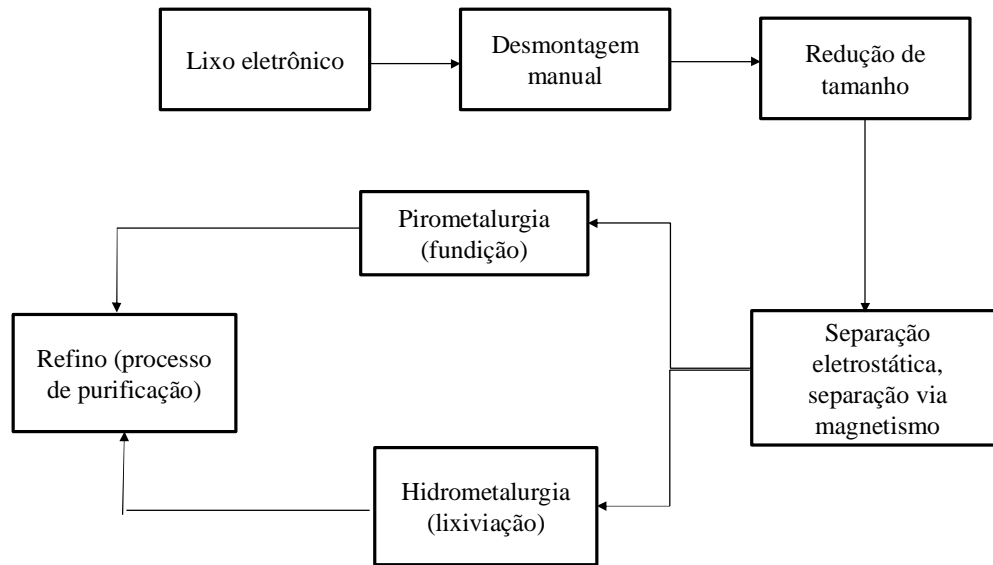 Lixo eletrônico
Desmontagem
manual
Redução de
tamanho
Separação
eletrostática,
separação via
magnetismo
Pirometalurgia
(fundição)
Hidrometalurgia
(lixiviação)
Refino (processo
de purificação)